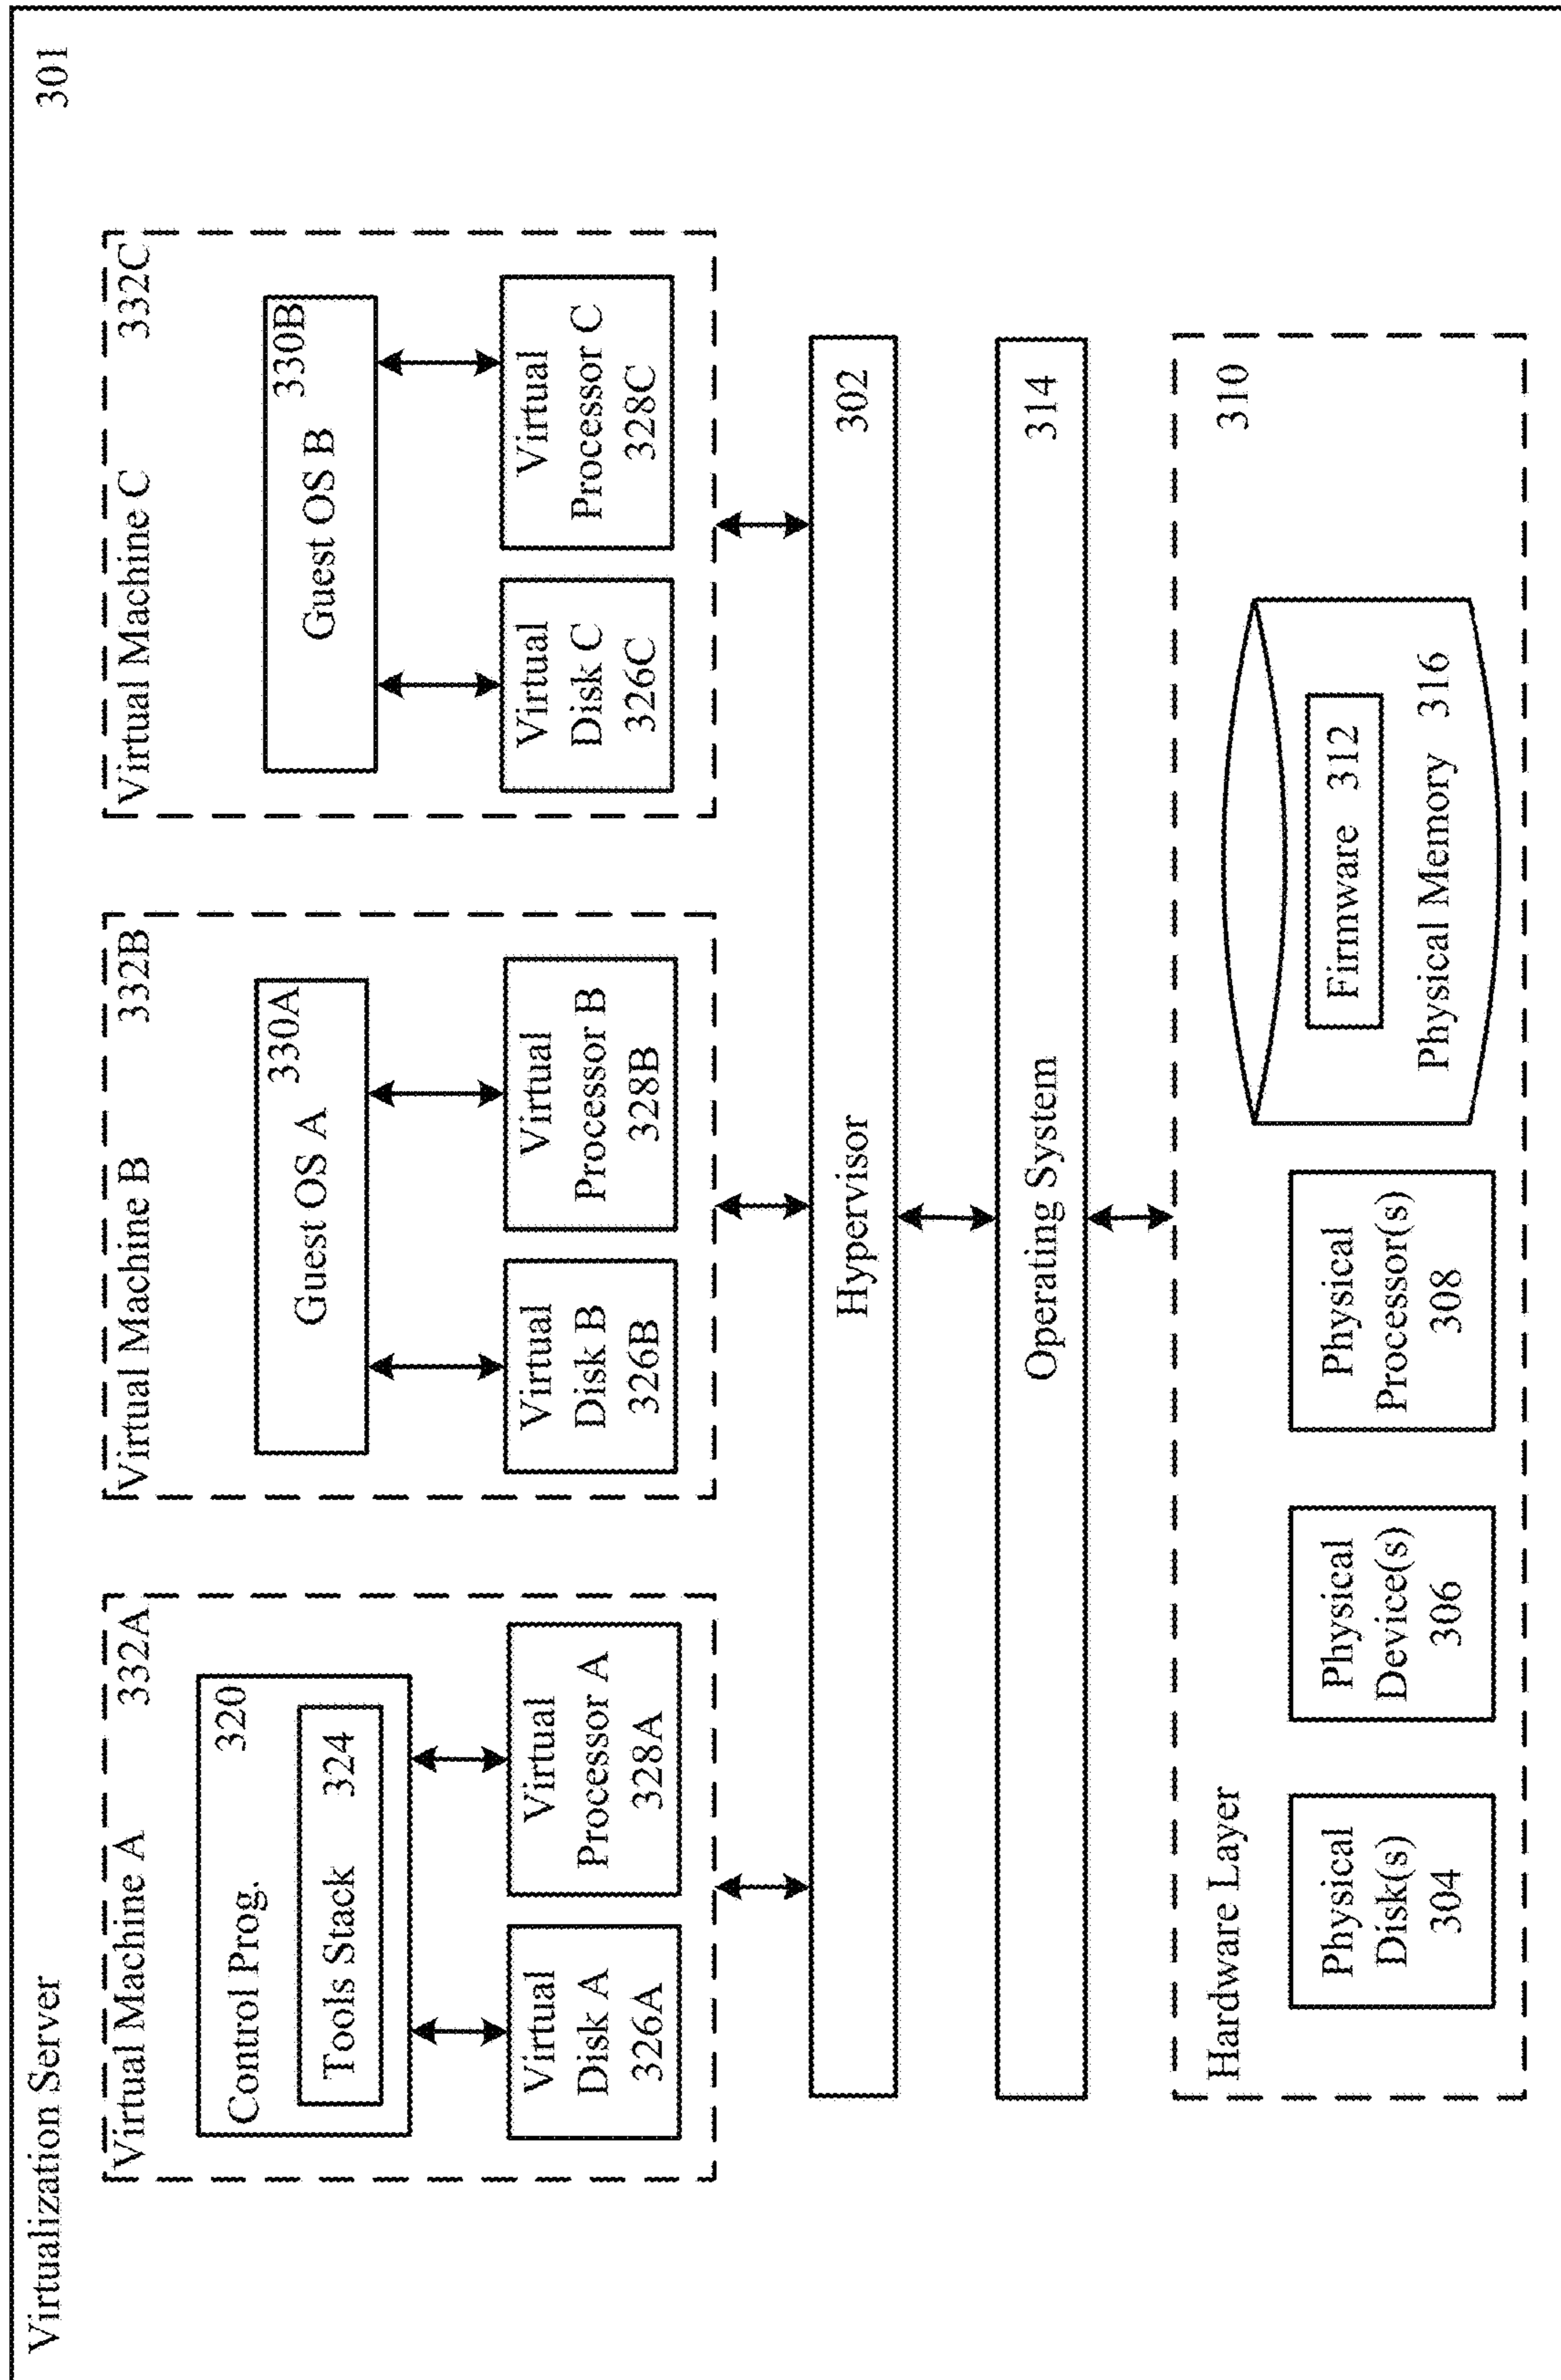 Virtualization Server 301
Virtual Machine A 332A
Control Prog. 320
Tools Stack 324
Virtual
Disk A
326A
Virtual
Processor A
328A
Virtual Machine B 332B
330A
Guest OS A
Virtual
Disk B
326B
Virtual
Processor B
328B
Virtual Machine C 332C
330B
Guest OS B
Virtual
Disk C
326C
Virtual
Processor C
328C
Hypervisor 302
Operating System 314
Hardware Layer 310
Physical
Disk(s)
304
Physical
Device(s)
306
Physical
Processor(s)
308
Firmware 312
Physical Memory 316